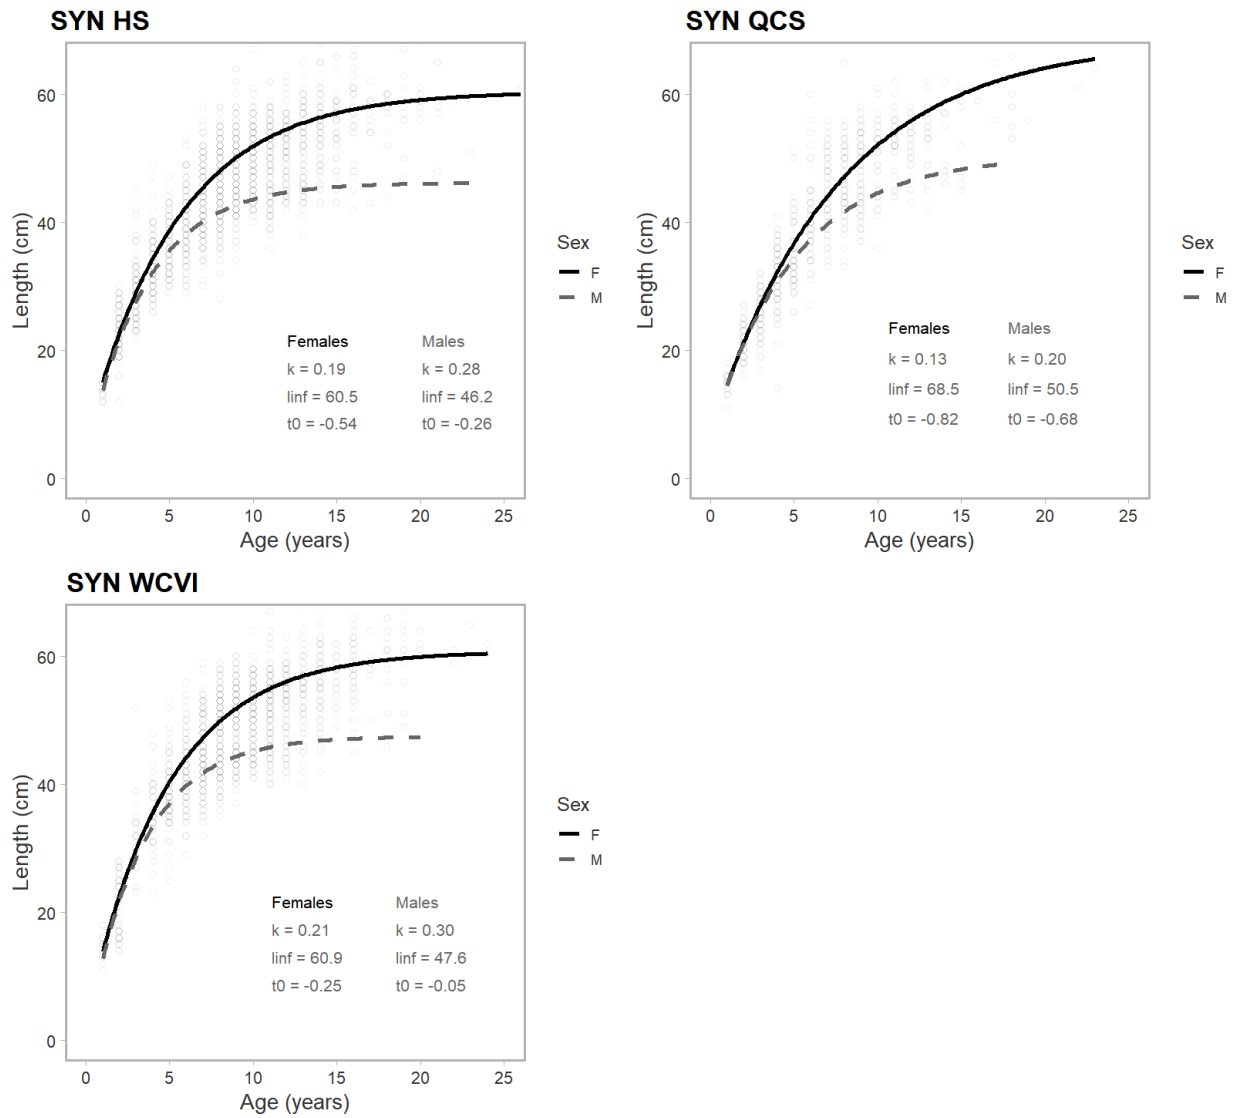 SYN HS
60
40
20
0
Length (cm)
0 5 10 15 20 25
Age (years)
Females Males
k = 0.19 k = 0.28
linf = 60.5 linf = 46.2
t0 = -0.54 t0 = -0.26
Sex
F
M
SYN QCS
60
40
20
0
Length (cm)
0 5 10 15 20 25
Age (years)
Females Males
k = 0.13 k = 0.20
linf = 68.5 linf = 50.5
t0 = -0.82 t0 = -0.68
Sex
F
M
SYN WCVI
60
40
20
0
Length (cm)
0 5 10 15 20 25
Age (years)
Females Males
k = 0.21 k = 0.30
linf = 60.9 linf = 47.6
t0 = -0.25 t0 = -0.05
Sex
F
M